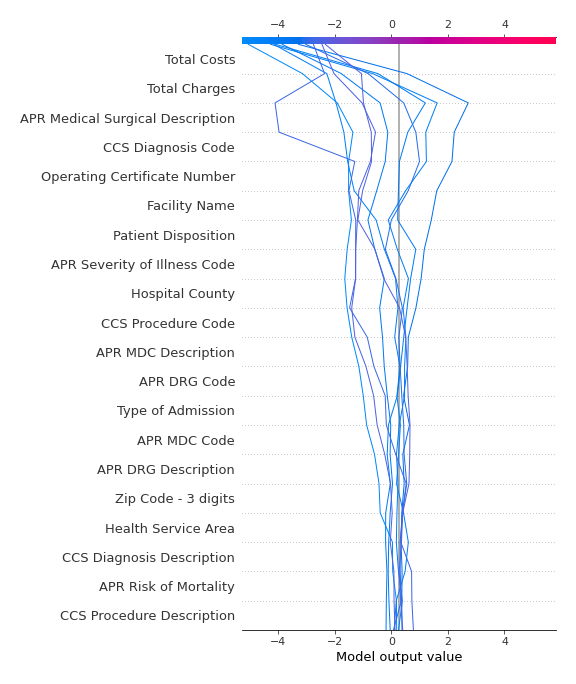 −4 −2 0 2 4
Total Costs
Total Charges
APR Medical Surgical Description
CCS Diagnosis Code
Operating Certificate Number
Facility Name
Patient Disposition
APR Severity of Illness Code
Hospital County
CCS Procedure Code
APR MDC Description
APR DRG Code
Type of Admission
APR MDC Code
APR DRG Description
Zip Code - 3 digits
Health Service Area
CCS Diagnosis Description
APR Risk of Mortality
CCS Procedure Description
−4 −2 0 2 4
Model output value